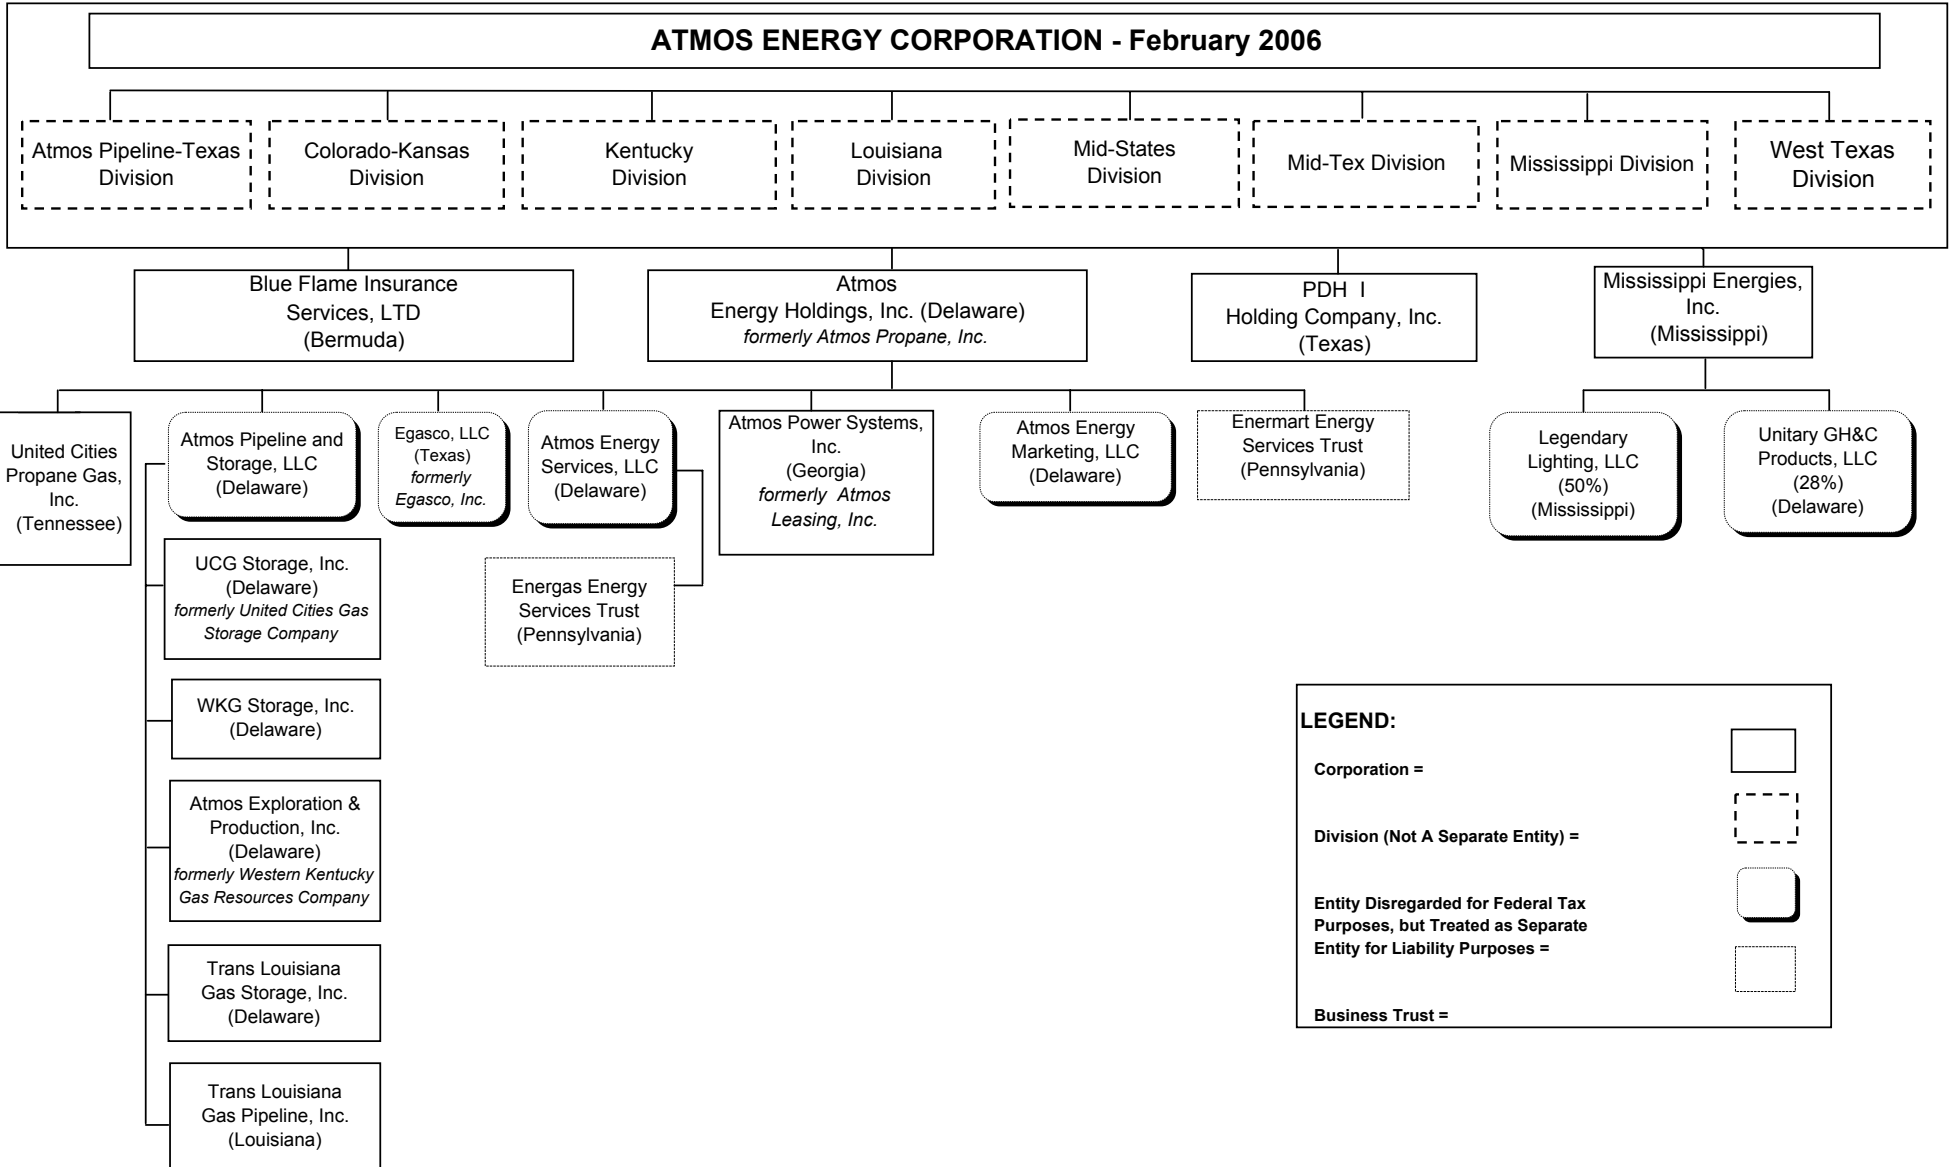 ATMOS ENERGY CORPORATION - February 2006
Atmos Pipeline-Texas
Division
Colorado-Kansas
Division
Kentucky
Division
Louisiana
Division
Mid-States
Division
Mid-Tex Division
Mississippi Division
West Texas
Division
Blue Flame Insurance
Services, LTD
(Bermuda)
Atmos
Energy Holdings, Inc. (Delaware)
formerly Atmos Propane, Inc.
PDH I
Holding Company, Inc.
(Texas)
Mississippi Energies,
Inc.
(Mississippi)
United Cities
Propane Gas,
Inc.
(Tennessee)
Atmos Pipeline and
Storage, LLC
(Delaware)
Egasco, LLC
(Texas)
formerly
Egasco, Inc.
Atmos Energy
Services, LLC
(Delaware)
Atmos Power Systems,
Inc.
(Georgia)
formerly Atmos
Leasing, Inc.
Atmos Energy
Marketing, LLC
(Delaware)
Enermart Energy
Services Trust
(Pennsylvania)
Legendary
Lighting, LLC
(50%)
(Mississippi)
Unitary GH&C
Products, LLC
(28%)
(Delaware)
UCG Storage, Inc.
(Delaware)
formerly United Cities Gas
Storage Company
Energas Energy
Services Trust
(Pennsylvania)
WKG Storage, Inc.
(Delaware)
Atmos Exploration &
Production, Inc.
(Delaware)
formerly Western Kentucky
Gas Resources Company
Trans Louisiana
Gas Storage, Inc.
(Delaware)
Trans Louisiana
Gas Pipeline, Inc.
(Louisiana)
LEGEND:
Corporation =
Division (Not A Separate Entity) =
Entity Disregarded for Federal Tax
Purposes, but Treated as Separate
Entity for Liability Purposes =
Business Trust =